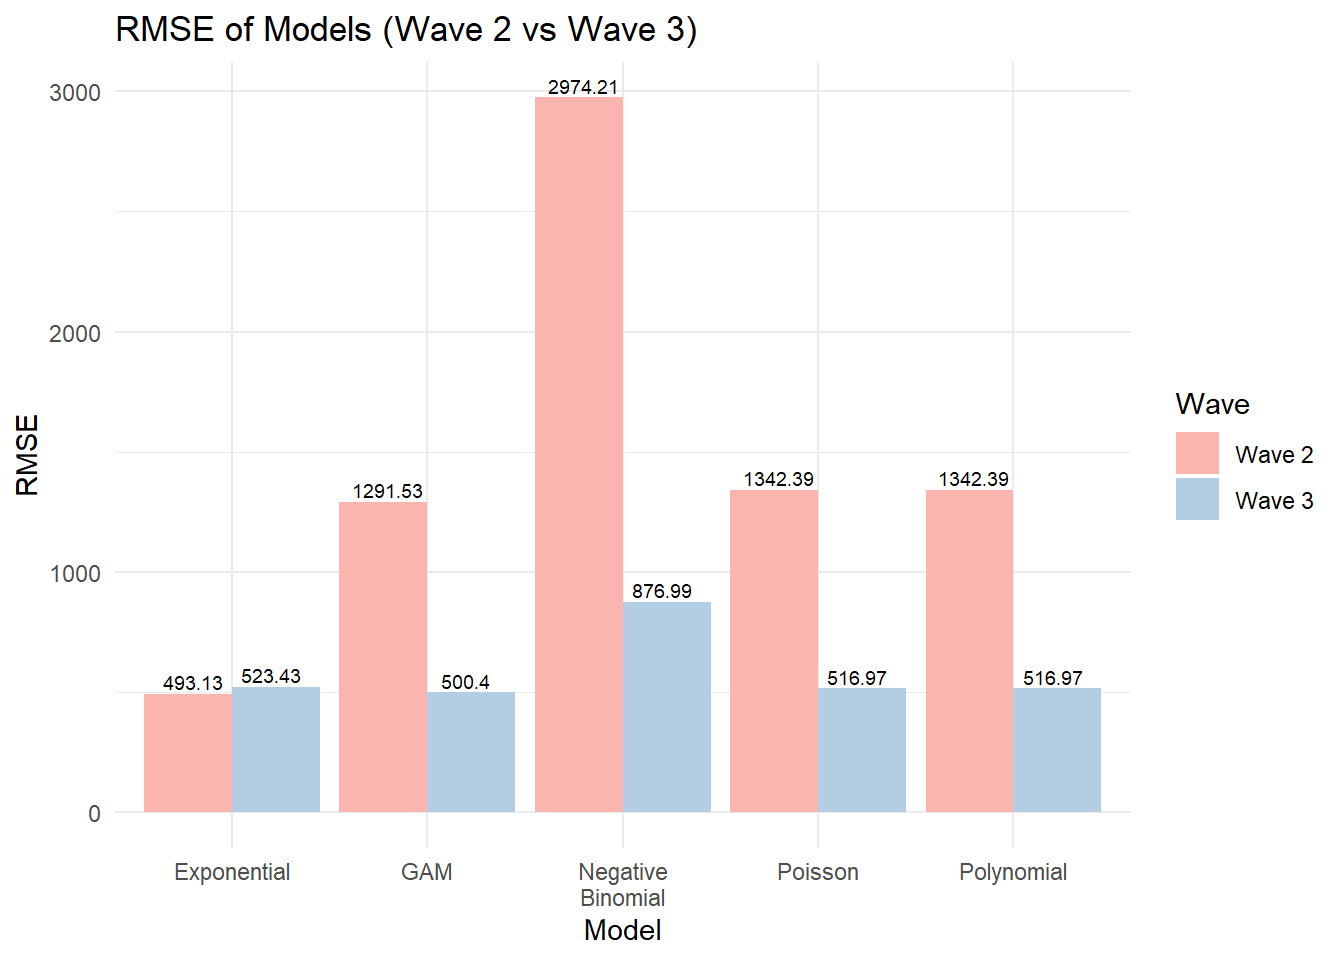 RMSE of Models (Wave 2 vs Wave 3)
3000
2000
1000
0
RMSE
493.13
523.43
1291.53
500.4
2974.21
876.99
1342.39
516.97
1342.39
516.97
Exponential
GAM
Negative
Binomial
Poisson
Polynomial
Model
Wave
Wave 2
Wave 3